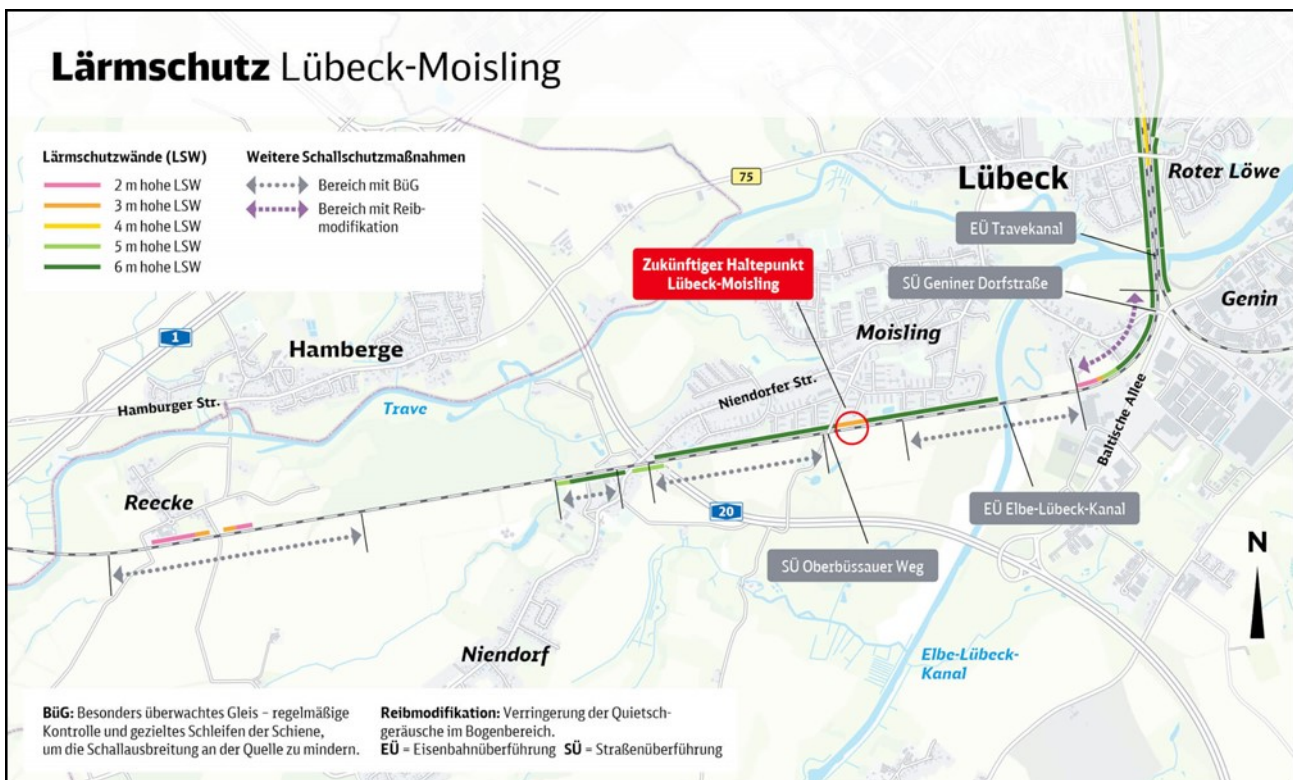 Lärmschutz Lübeck-Moisling
Lärmschutzwände (LSW)
2 m hohe LSW
3 m hohe LSW
4 m hohe LSW
5 m hohe LSW
6 m hohe LSW
Weitere Schallschutzmaßnahmen
Bereich mit BüG
Bereich mit Reib-
modifikation
75
Lübeck
Roter Löwe
EÜ Travekanal
Zukünftiger Haltepunkt
Lübeck-Moisling
SÜ Geniner Dorfstraße
Genin
Moisling
1
Hamberge
Niendorfer Str.
Hamburger Str.
Trave
Baltische Allee
Reecke
20
EÜ Elbe-Lübeck-Kanal
SÜ Oberbüssauer Weg
N
Niendorf
Elbe-Lübeck-
Kanal
BüG: Besonders überwachtes Gleis – regelmäßige
Kontrolle und gezieltes Schleifen der Schiene,
um die Schallausbreitung an der Quelle zu mindern.
Reibmodifikation: Verringerung der Quietsch-
geräusche im Bogenbereich.
EÜ = Eisenbahnüberführung SÜ = Straßenüberführung